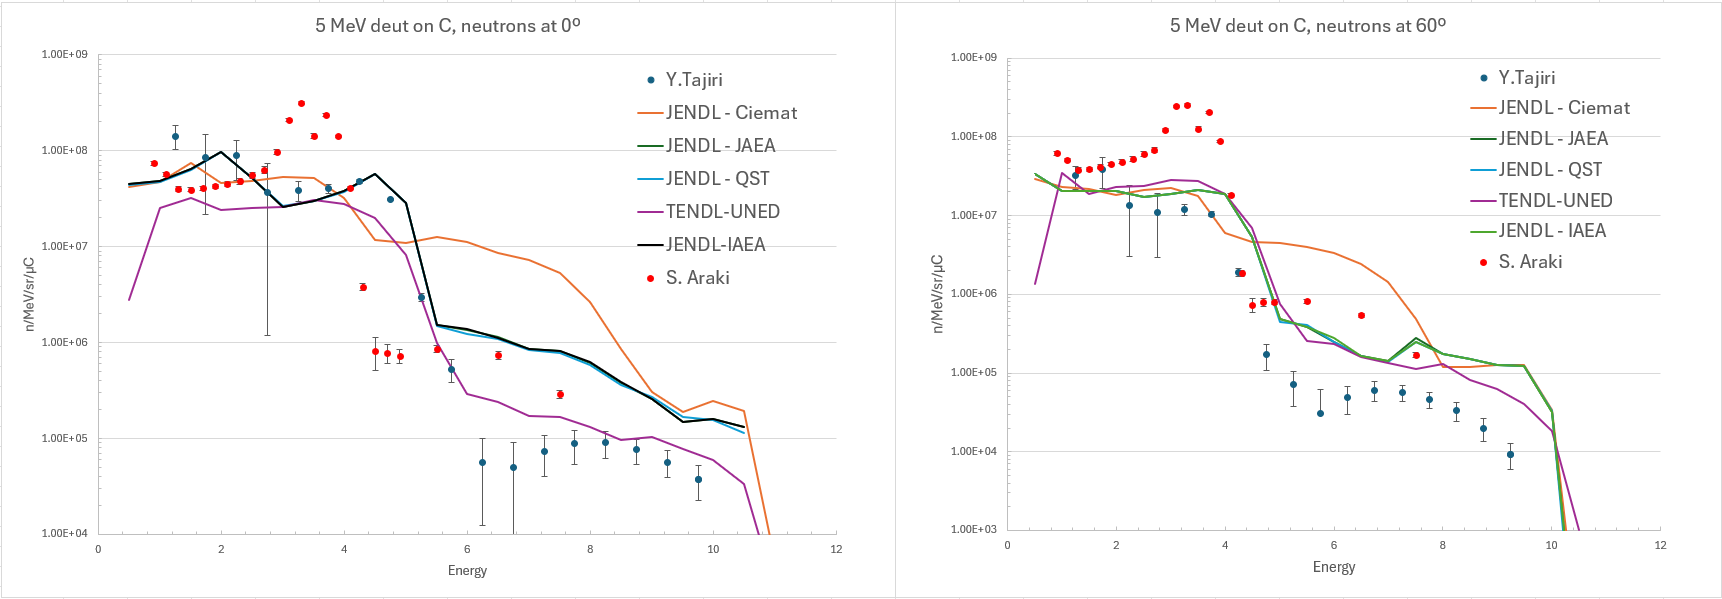 5 MeV deut on C, neutrons at 0º
1.00E+09
1.00E+08
1.00E+07
1.00E+06
1.00E+05
1.00E+04
n/MeV/sr/µC
0 2 4 6 8 10 12
Energy
Y.Tajiri
JENDL - Ciemat
JENDL - JAEA
JENDL - QST
TENDL-UNED
JENDL-IAEA
S. Araki
5 MeV deut on C, neutrons at 60º
1.00E+09
1.00E+08
1.00E+07
1.00E+06
1.00E+05
1.00E+04
1.00E+03
n/MeV/sr/µC
0 2 4 6 8 10 12
Energy
Y.Tajiri
JENDL - Ciemat
JENDL - JAEA
JENDL - QST
TENDL-UNED
JENDL - IAEA
S. Araki